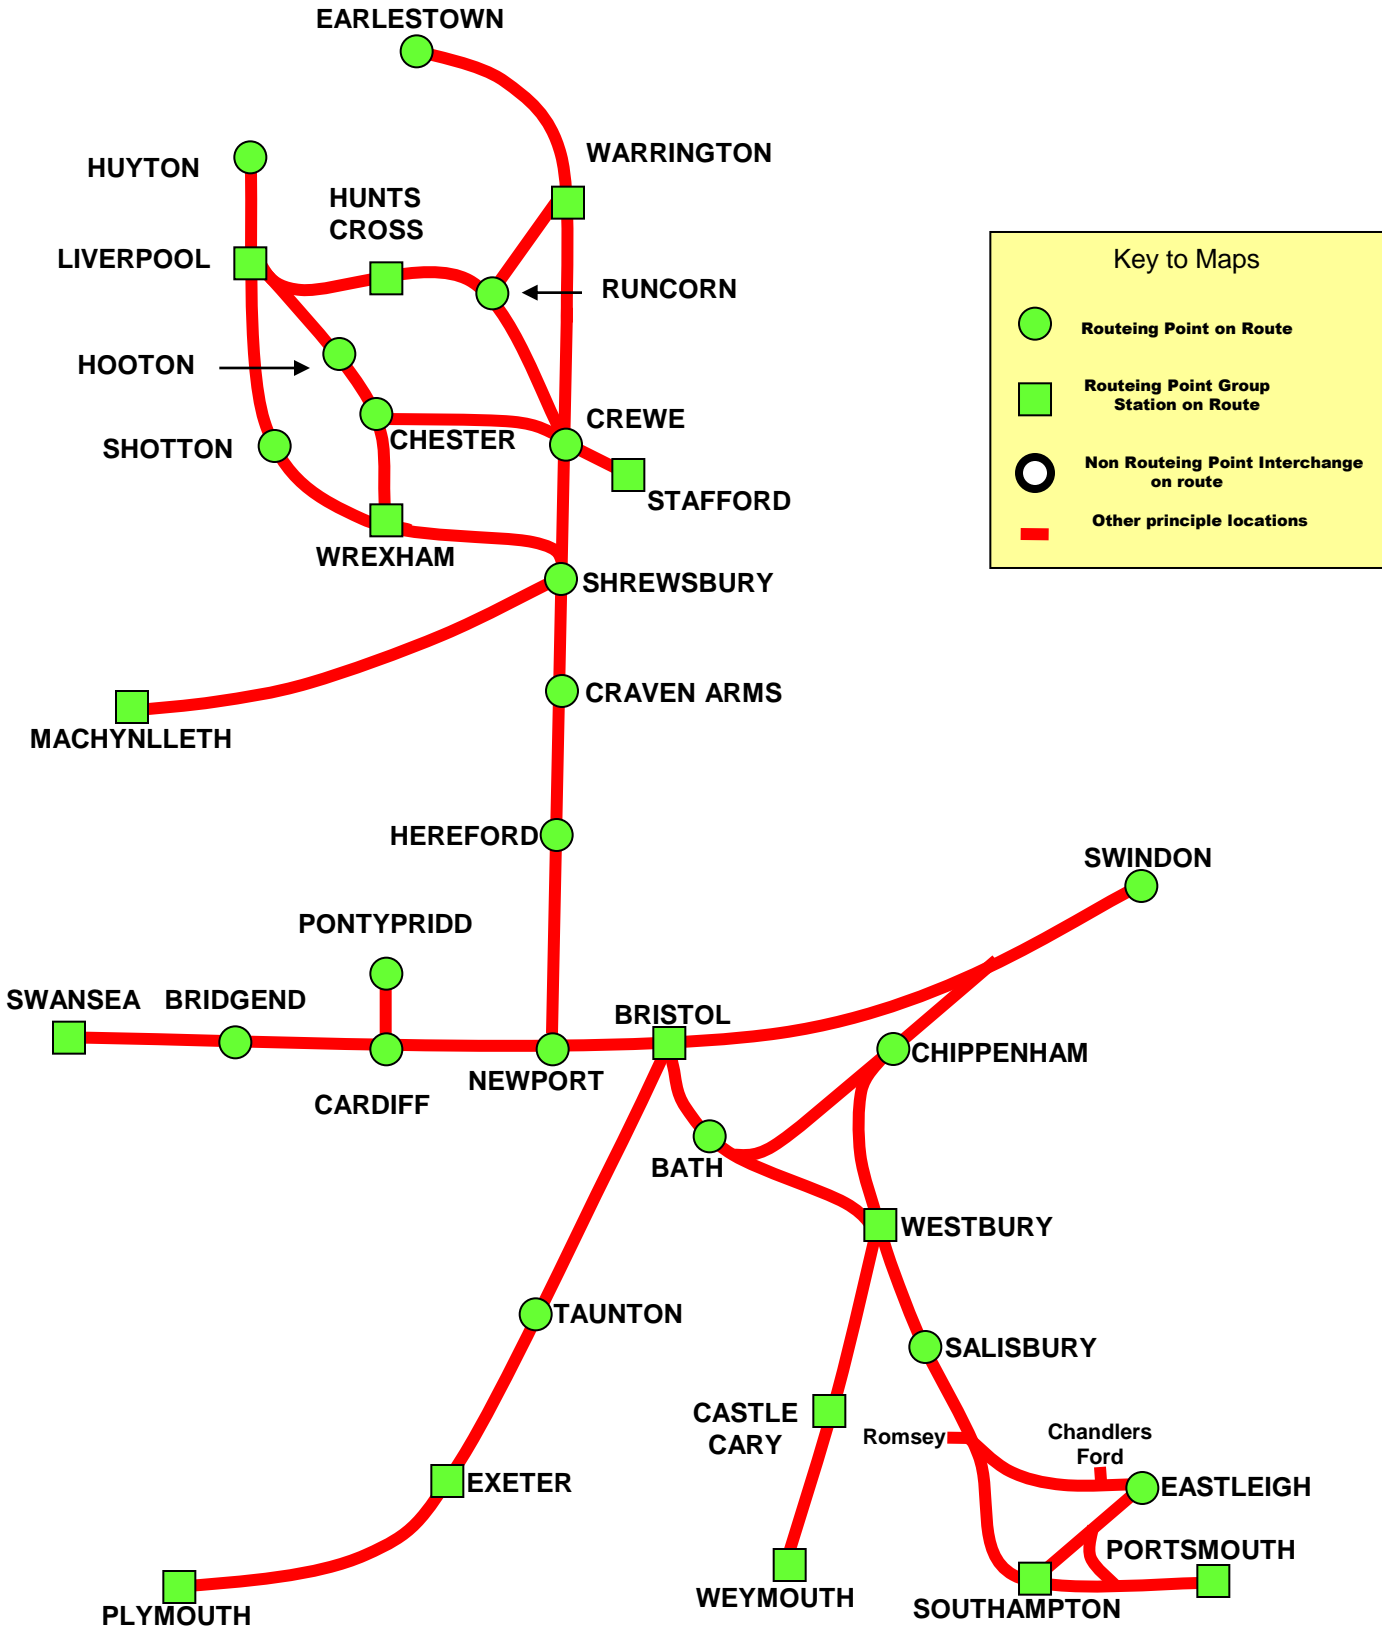 EARLESTOWN
WARRINGTON
HUYTON
HUNTS
CROSS
LIVERPOOL
RUNCORN
HOOTON
CREWE
CHESTER
SHOTTON
STAFFORD
WREXHAM
SHREWSBURY
CRAVEN ARMS
MACHYNLLETH
HEREFORD
SWINDON
PONTYPRIDD
SWANSEA
BRIDGEND
BRISTOL
CHIPPENHAM
NEWPORT
CARDIFF
BATH
WESTBURY
TAUNTON
SALISBURY
CASTLE
CARY
Romsey
Chandlers
Ford
EXETER
EASTLEIGH
PORTSMOUTH
WEYMOUTH
SOUTHAMPTON
PLYMOUTH
Key to Maps
Routeing Point on Route
Routeing Point Group
Station on Route
Non Routeing Point Interchange
on route
Other principle locations